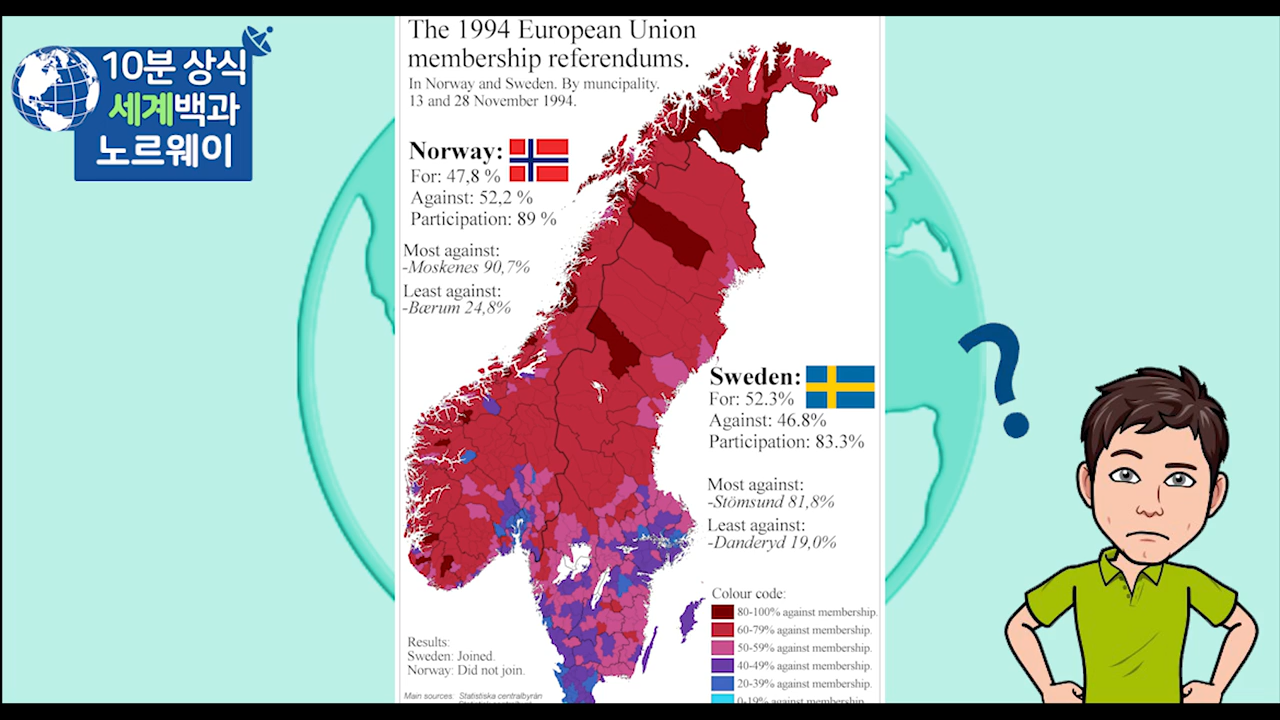 10분 상식
세계백과
노르웨이
The 1994 European Union
membership referendums.
In Norway and Sweden. By muncipality.
13 and 28 November 1994.
Norway:
For: 47,8 %
Against: 52,2 %
Participation: 89 %
Most against:
-Moskenes 90,7%
Least against:
-Bærum 24,8%
Sweden:
For: 52.3%
Against: 46.8%
Participation: 83.3%
Most against:
-Stömsund 81,8%
Least against:
-Danderyd 19,0%
Colour code:
80-100% against membership.
60-79% against membership.
50-59% against membership.
40-49% against membership.
20-39% against membership.
0-19% against membership.
Results:
Sweden: Joined.
Norway: Did not join.
Main sources: Statistiska centralbyrån
?